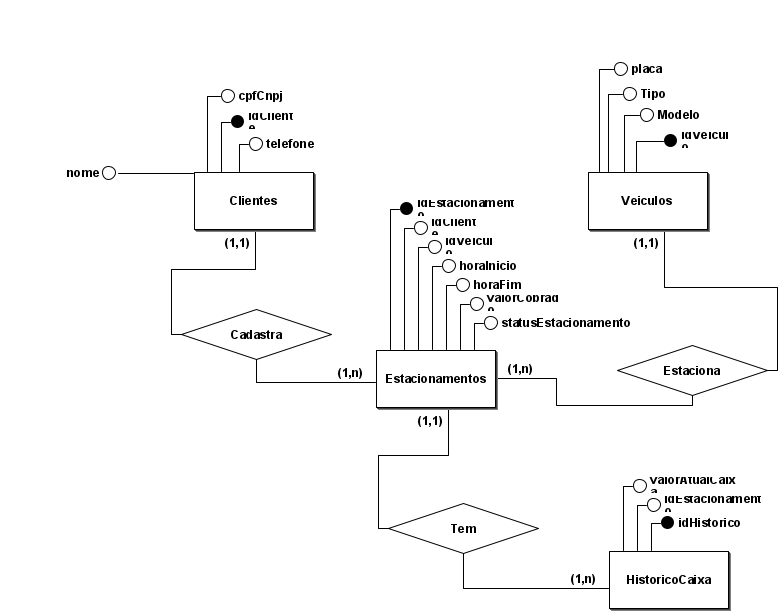 placa
cpfCnpj
Tipo
Modelo
idCliente
idVeiculo
telefone
nome
Clientes
Veiculos
idEstacionamento
idCliente
(1,1)
(1,1)
idVeiculo
horaInicio
horaFim
ValorCobrado
statusEstacionamento
Cadastra
(1,n)
(1,n)
Estaciona
Estacionamentos
(1,1)
ValorAtualCaixa
idEstacionamento
idHistorico
Tem
(1,n)
HistoricoCaixa